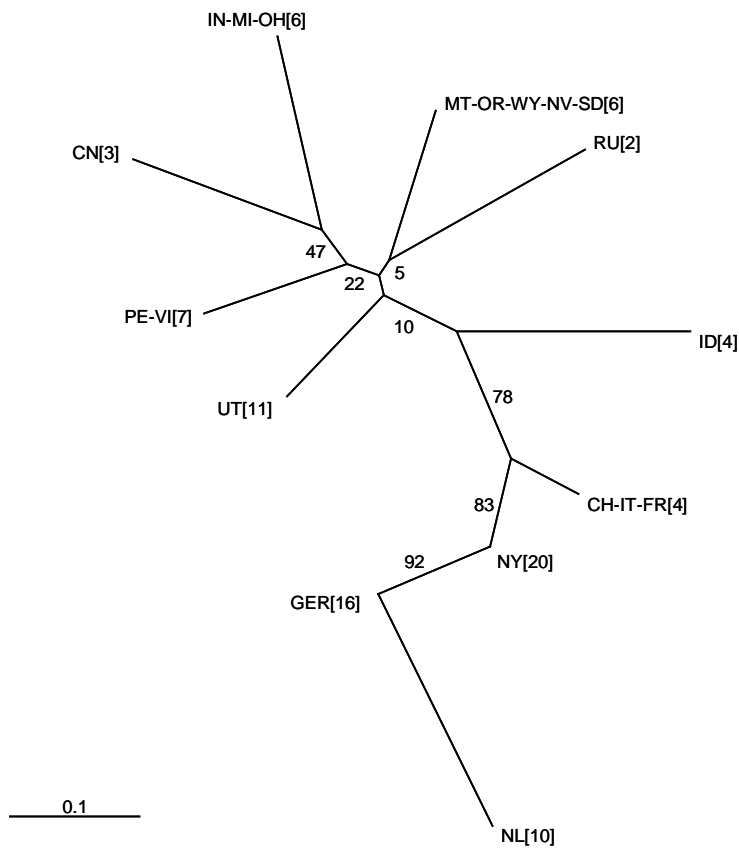 IN-MI-OH[6]
MT-OR-WY-NV-SD[6]
RU[2]
CN[3]
47
5
22
PE-VI[7]
10
ID[4]
78
UT[11]
83
CH-IT-FR[4]
92
NY[20]
GER[16]
0.1
NL[10]